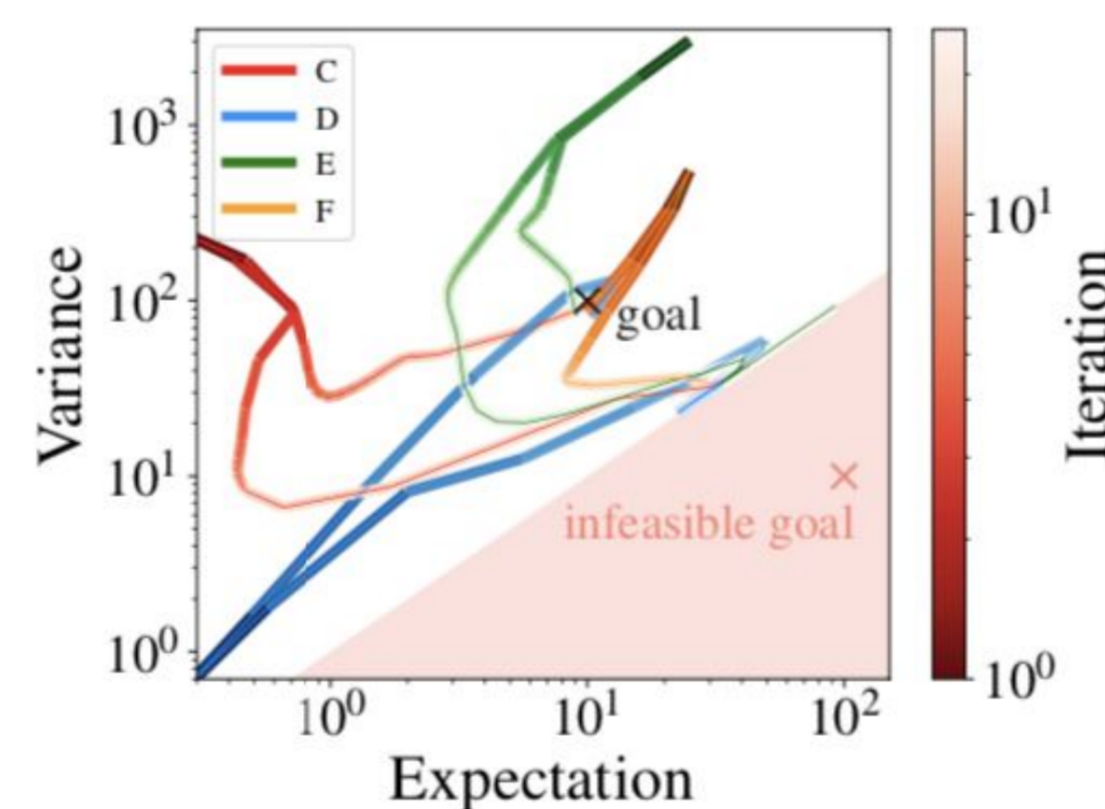 C
D
E
F
10³
10²
10¹
10⁰
Variance
goal
infeasible goal
10⁰
10¹
10²
Expectation
10¹
10⁰
Iteration